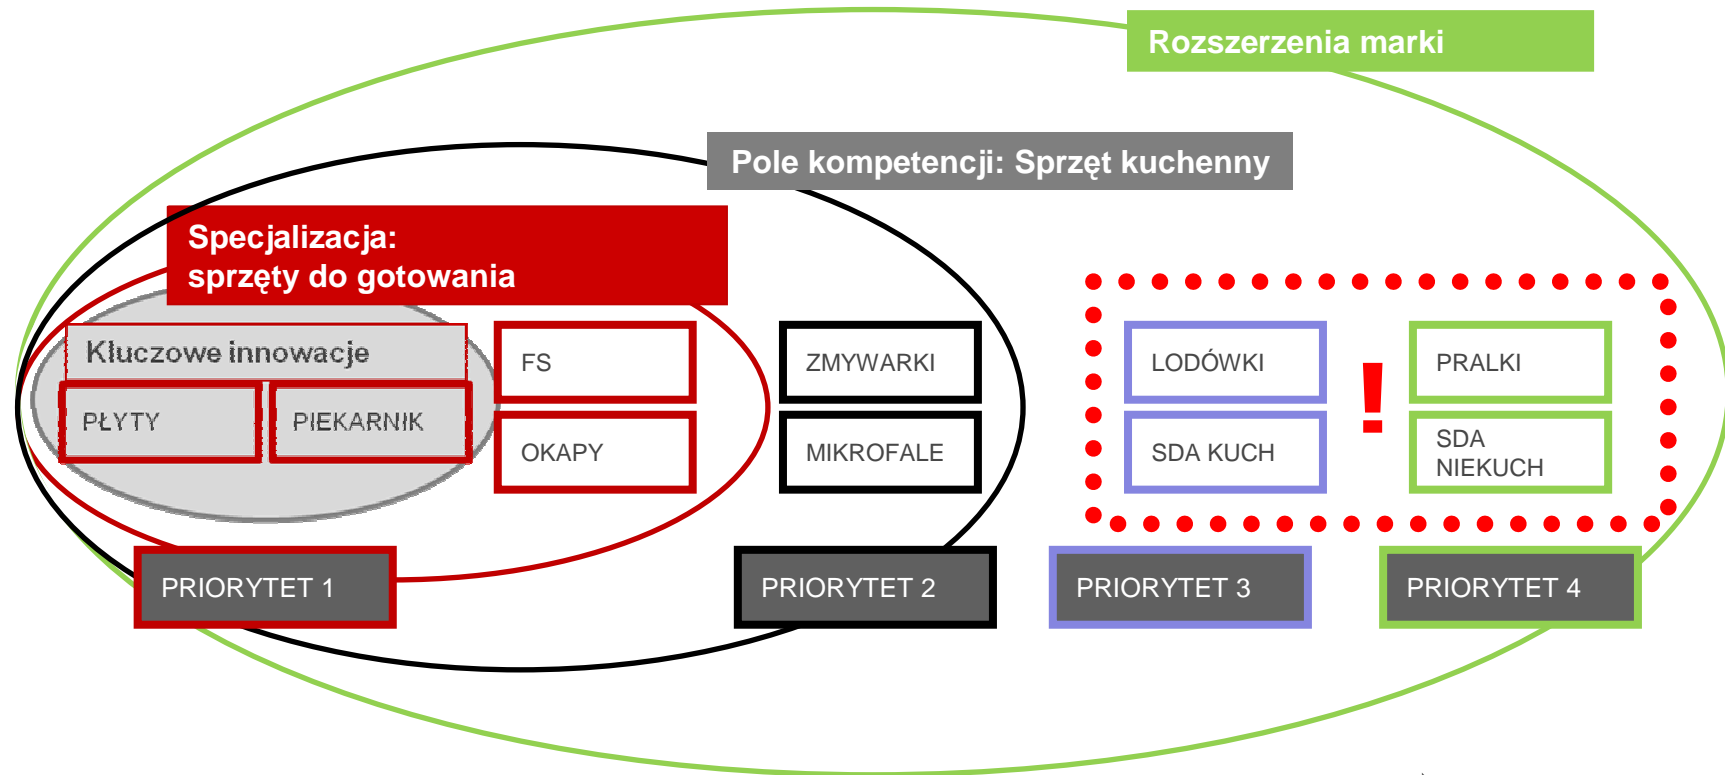 Rozszerzenia marki
Pole kompetencji: Sprzęt kuchenny
Specjalizacja:
sprzęty do gotowania
Kluczowe innowacje
PŁYTY
PIEKARNIK
FS
OKAPY
ZMYWARKI
MIKROFALE
LODÓWKI
SDA KUCH
!
PRALKI
SDA
NIEKUCH
PRIORYTET 1
PRIORYTET 2
PRIORYTET 3
PRIORYTET 4